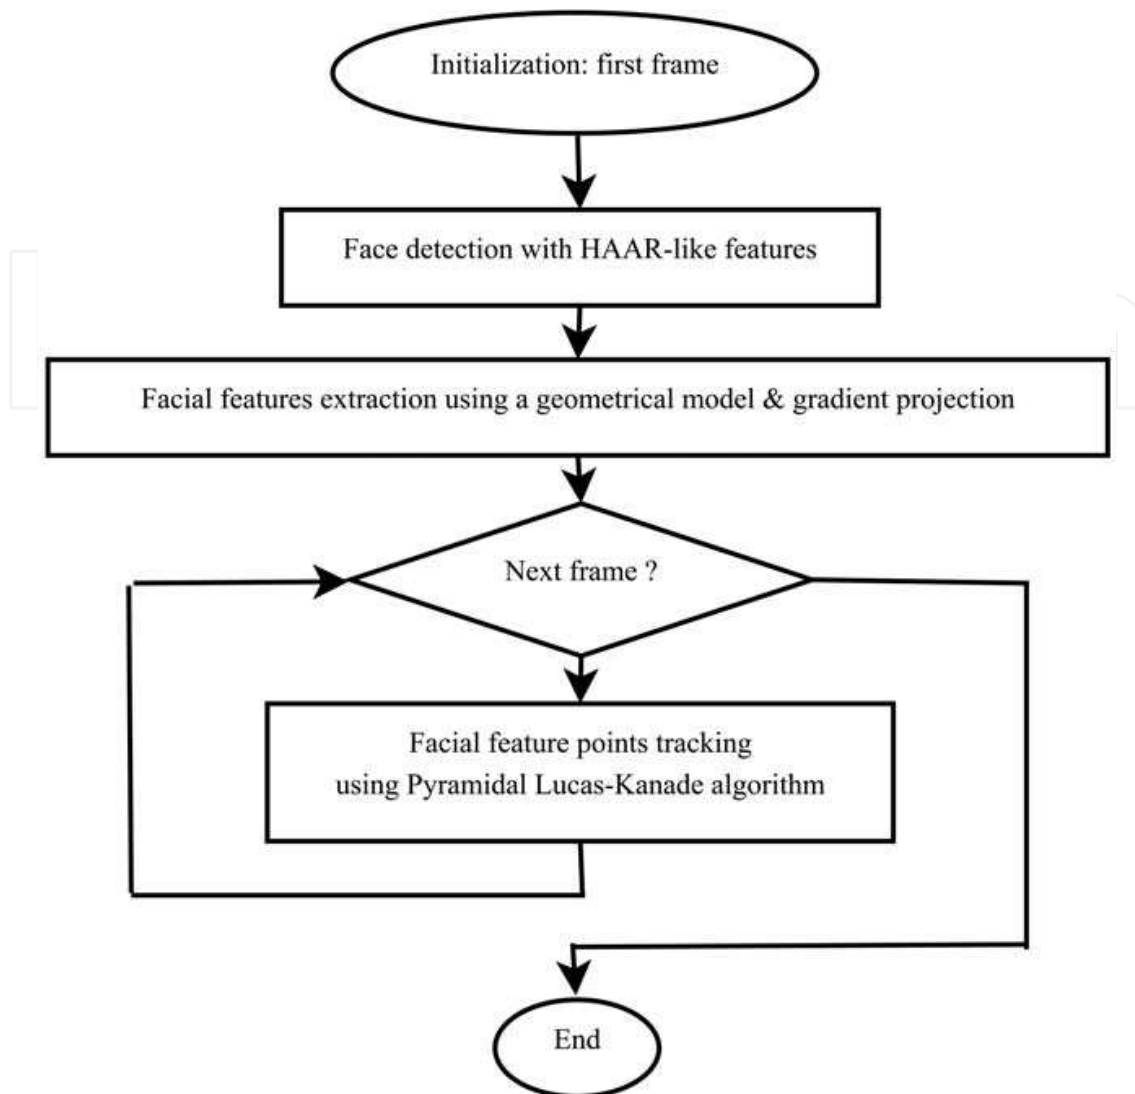 Initialization: first frame
Face detection with HAAR-like features
Facial features extraction using a geometrical model & gradient projection
Next frame ?
Facial feature points tracking
using Pyramidal Lucas-Kanade algorithm
End